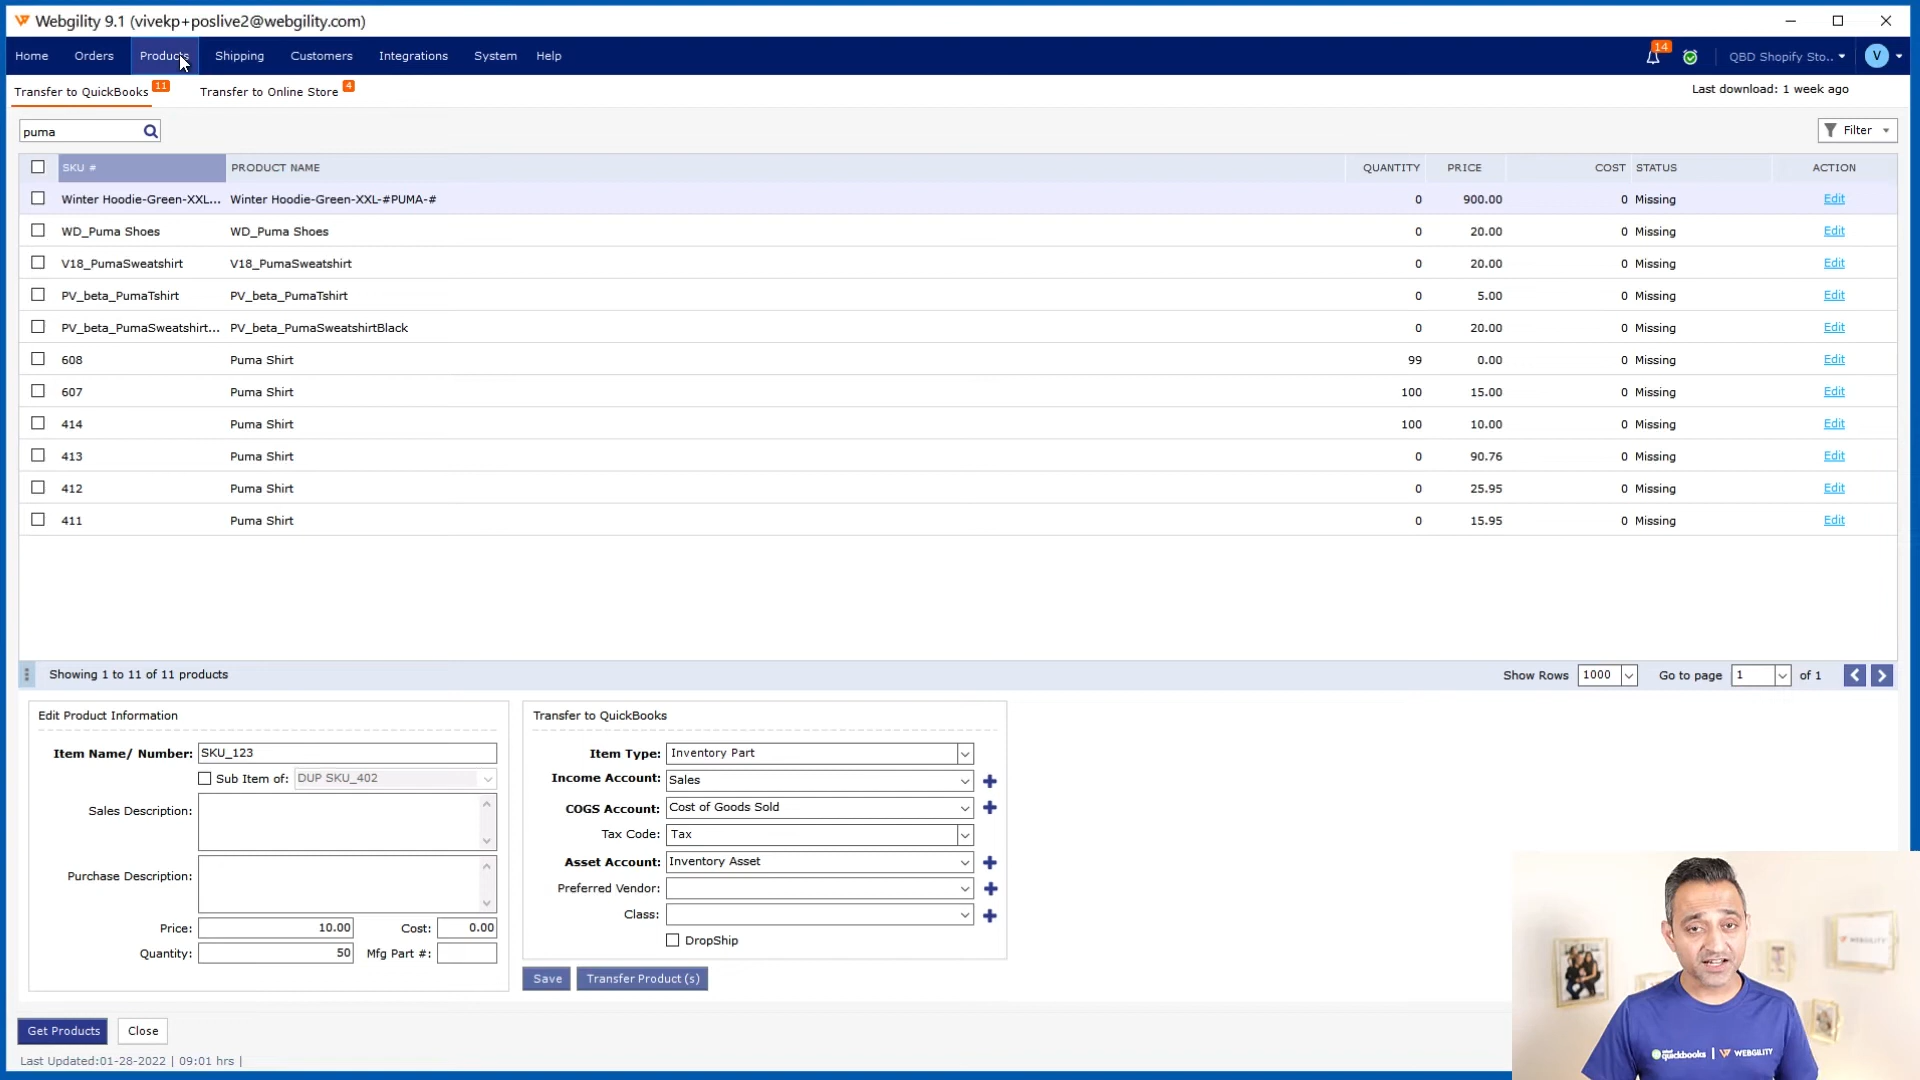 Webgility 9.1 (vivekp+poslive2@webgility.com)
Home Orders Products Shipping Customers Integrations System Help 14 QBD Shopify Sto.. V
Transfer to QuickBooks 11 Transfer to Online Store 4 Last download: 1 week ago
puma Filter
SKU # PRODUCT NAME QUANTITY PRICE COST STATUS ACTION
Winter Hoodie-Green-XXL... Winter Hoodie-Green-XXL-#PUMA-# 0 900.00 0 Missing Edit
WD_Puma Shoes WD_Puma Shoes 0 20.00 0 Missing Edit
V18_PumaSweatshirt V18_PumaSweatshirt 0 20.00 0 Missing Edit
PV_beta_PumaTshirt PV_beta_PumaTshirt 0 5.00 0 Missing Edit
PV_beta_PumaSweatshirt... PV_beta_PumaSweatshirtBlack 0 20.00 0 Missing Edit
608 Puma Shirt 99 0.00 0 Missing Edit
607 Puma Shirt 100 15.00 0 Missing Edit
414 Puma Shirt 100 10.00 0 Missing Edit
413 Puma Shirt 0 90.76 0 Missing Edit
412 Puma Shirt 0 25.95 0 Missing Edit
411 Puma Shirt 0 15.95 0 Missing Edit
Showing 1 to 11 of 11 products Show Rows 1000 Go to page 1 of 1
Edit Product Information
Item Name/ Number: SKU_123
Sub Item of: DUP SKU_402
Sales Description:
Purchase Description:
Price: 10.00 Cost: 0.00
Quantity: 50 Mfg Part #:
Transfer to QuickBooks
Item Type: Inventory Part
Income Account: Sales
COGS Account: Cost of Goods Sold
Tax Code: Tax
Asset Account: Inventory Asset
Preferred Vendor:
Class:
DropShip
Save Transfer Product (s)
Get Products Close
Last Updated:01-28-2022 | 09:01 hrs |
WEBGILITY
quickbooks | WEBGILITY